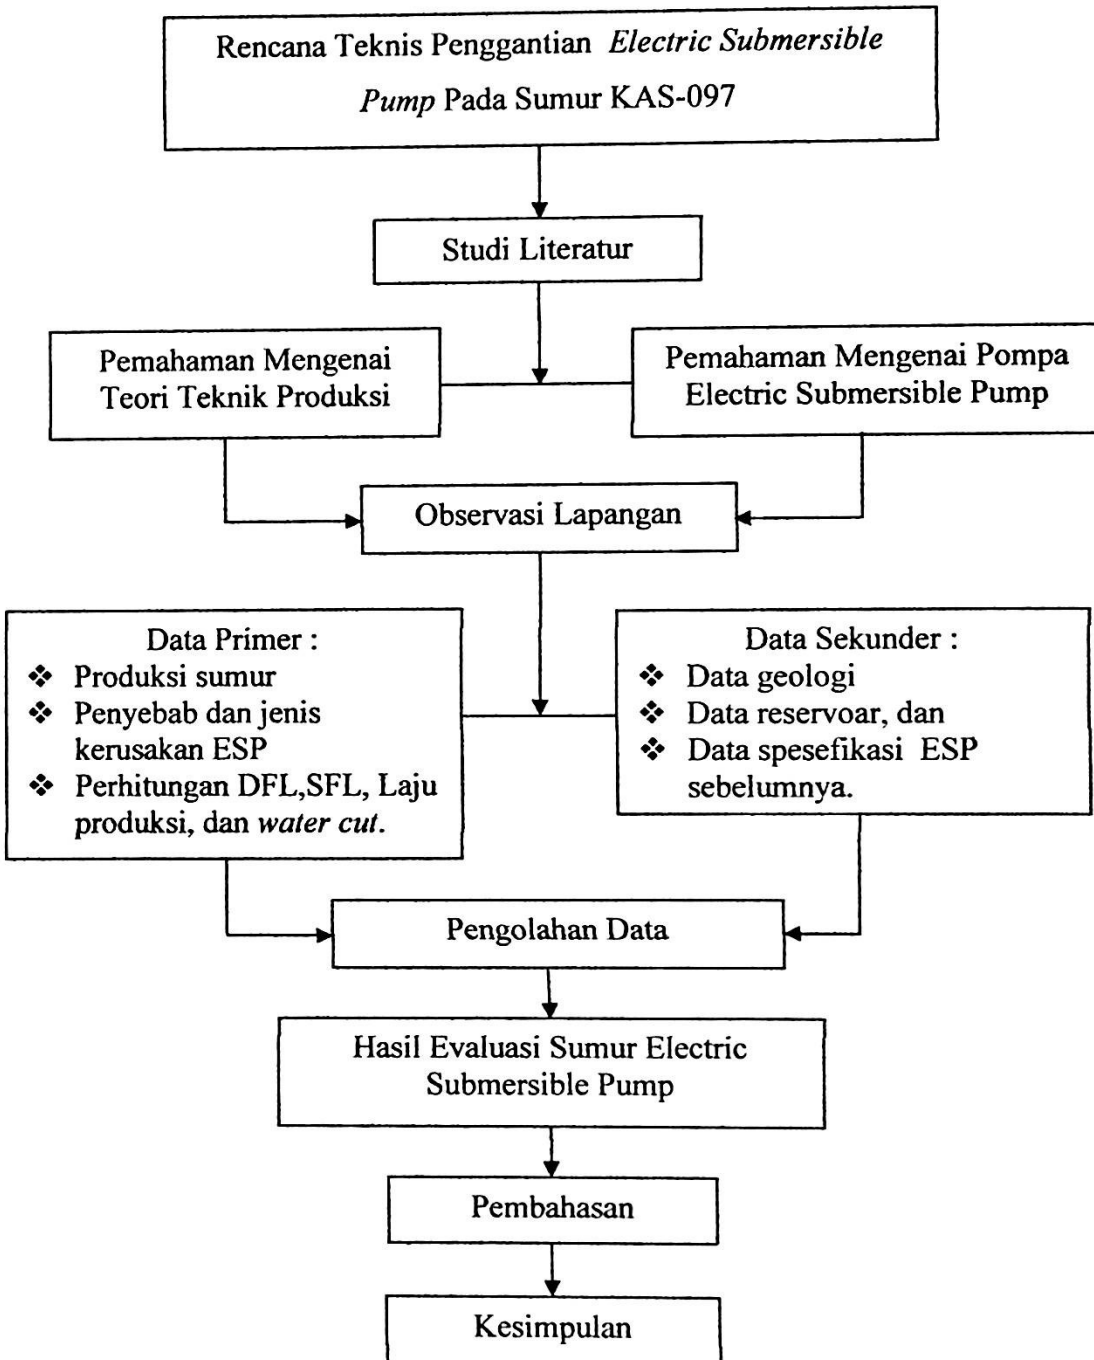 Rencana Teknis Penggantian Electric Submersible
Pump Pada Sumur KAS-097
Studi Literatur
Pemahaman Mengenai
Teori Teknik Produksi
Pemahaman Mengenai Pompa
Electric Submersible Pump
Observasi Lapangan
Data Primer :
❖ Produksi sumur
❖ Penyebab dan jenis
kerusakan ESP
❖ Perhitungan DFL,SFL, Laju
produksi, dan water cut.
Data Sekunder :
❖ Data geologi
❖ Data reservoar, dan
❖ Data spesefikasi ESP
sebelumnya.
Pengolahan Data
Hasil Evaluasi Sumur Electric
Submersible Pump
Pembahasan
Kesimpulan